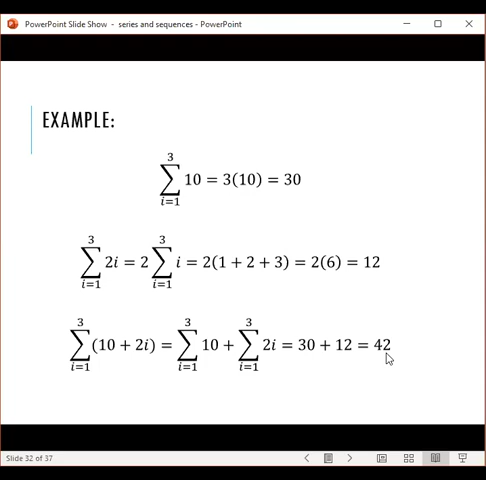 PowerPoint Slide Show - series and sequences - PowerPoint
EXAMPLE:
3
∑ 10 = 3(10) = 30
i=1
3 3
∑ 2i = 2 ∑ i = 2(1 + 2 + 3) = 2(6) = 12
i=1 i=1
3 3 3
∑ (10 + 2i) = ∑ 10 + ∑ 2i = 30 + 12 = 42
i=1 i=1 i=1
Slide 32 of 37